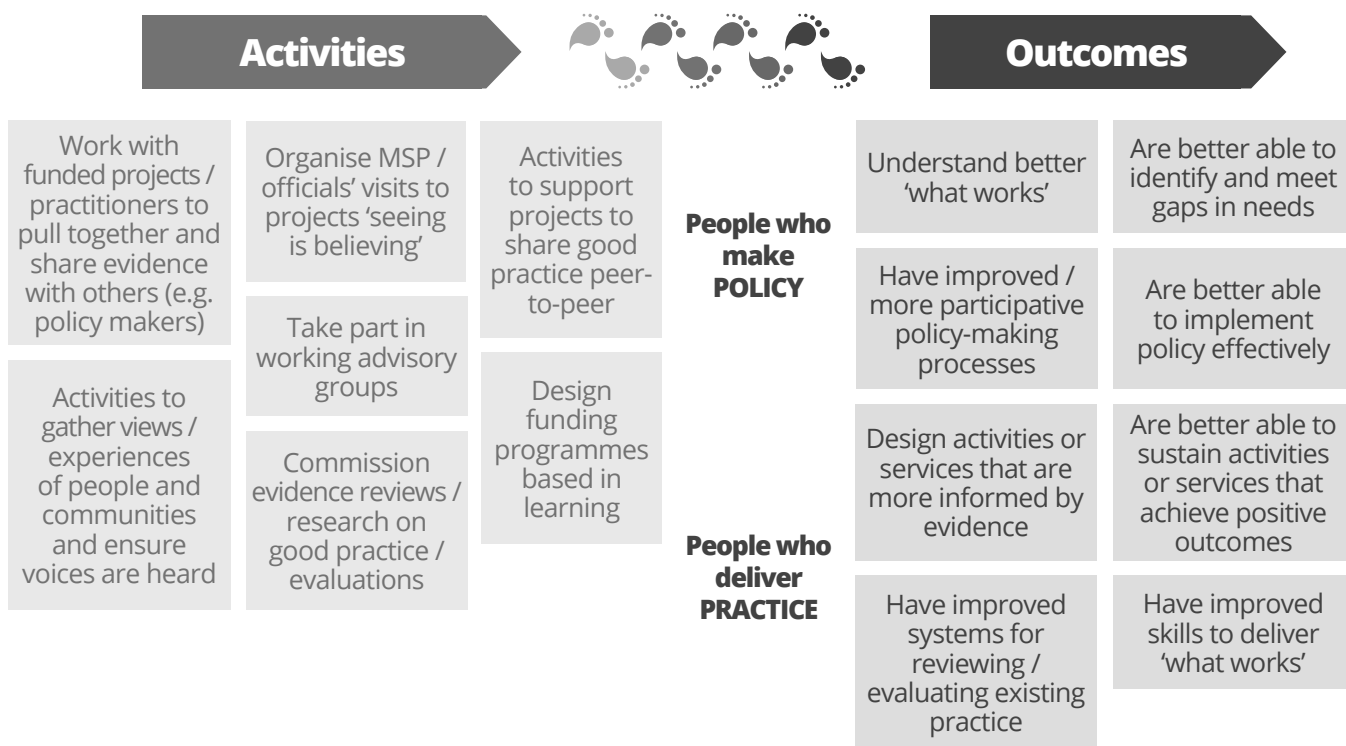 Activities
Outcomes
Work with
funded projects /
practitioners to
pull together and
share evidence
with others (e.g.
policy makers)
Activities to
gather views /
experiences
of people and
communities
and ensure
voices are heard
Organise MSP /
officials’ visits to
projects ‘seeing
is believing’
Take part in
working advisory
groups
Commission
evidence reviews /
research on
good practice /
evaluations
Activities
to support
projects to
share good
practice peer-
to-peer
Design
funding
programmes
based in
learning
People who
make
POLICY
People who
deliver
PRACTICE
Understand better
‘what works’
Are better able to
identify and meet
gaps in needs
Have improved /
more participative
policy-making
processes
Are better able
to implement
policy effectively
Design activities or
services that are
more informed by
evidence
Are better able to
sustain activities
or services that
achieve positive
outcomes
Have improved
systems for
reviewing /
evaluating existing
practice
Have improved
skills to deliver
‘what works’